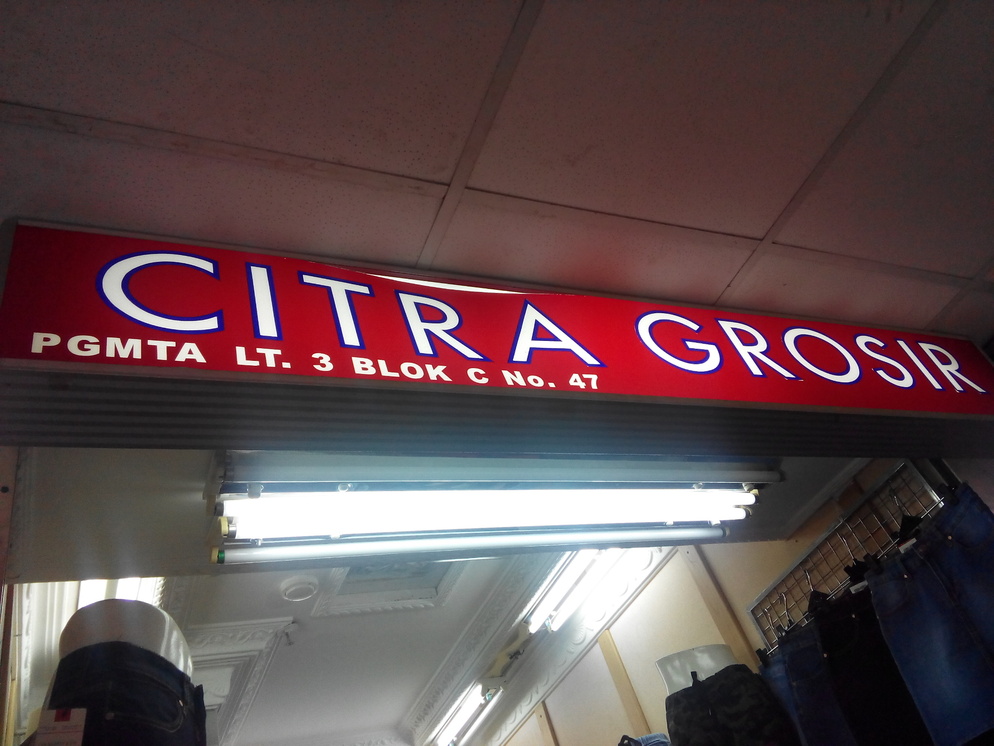 CITRA GROSIR
PGMTA LT. 3 BLOK C No. 47